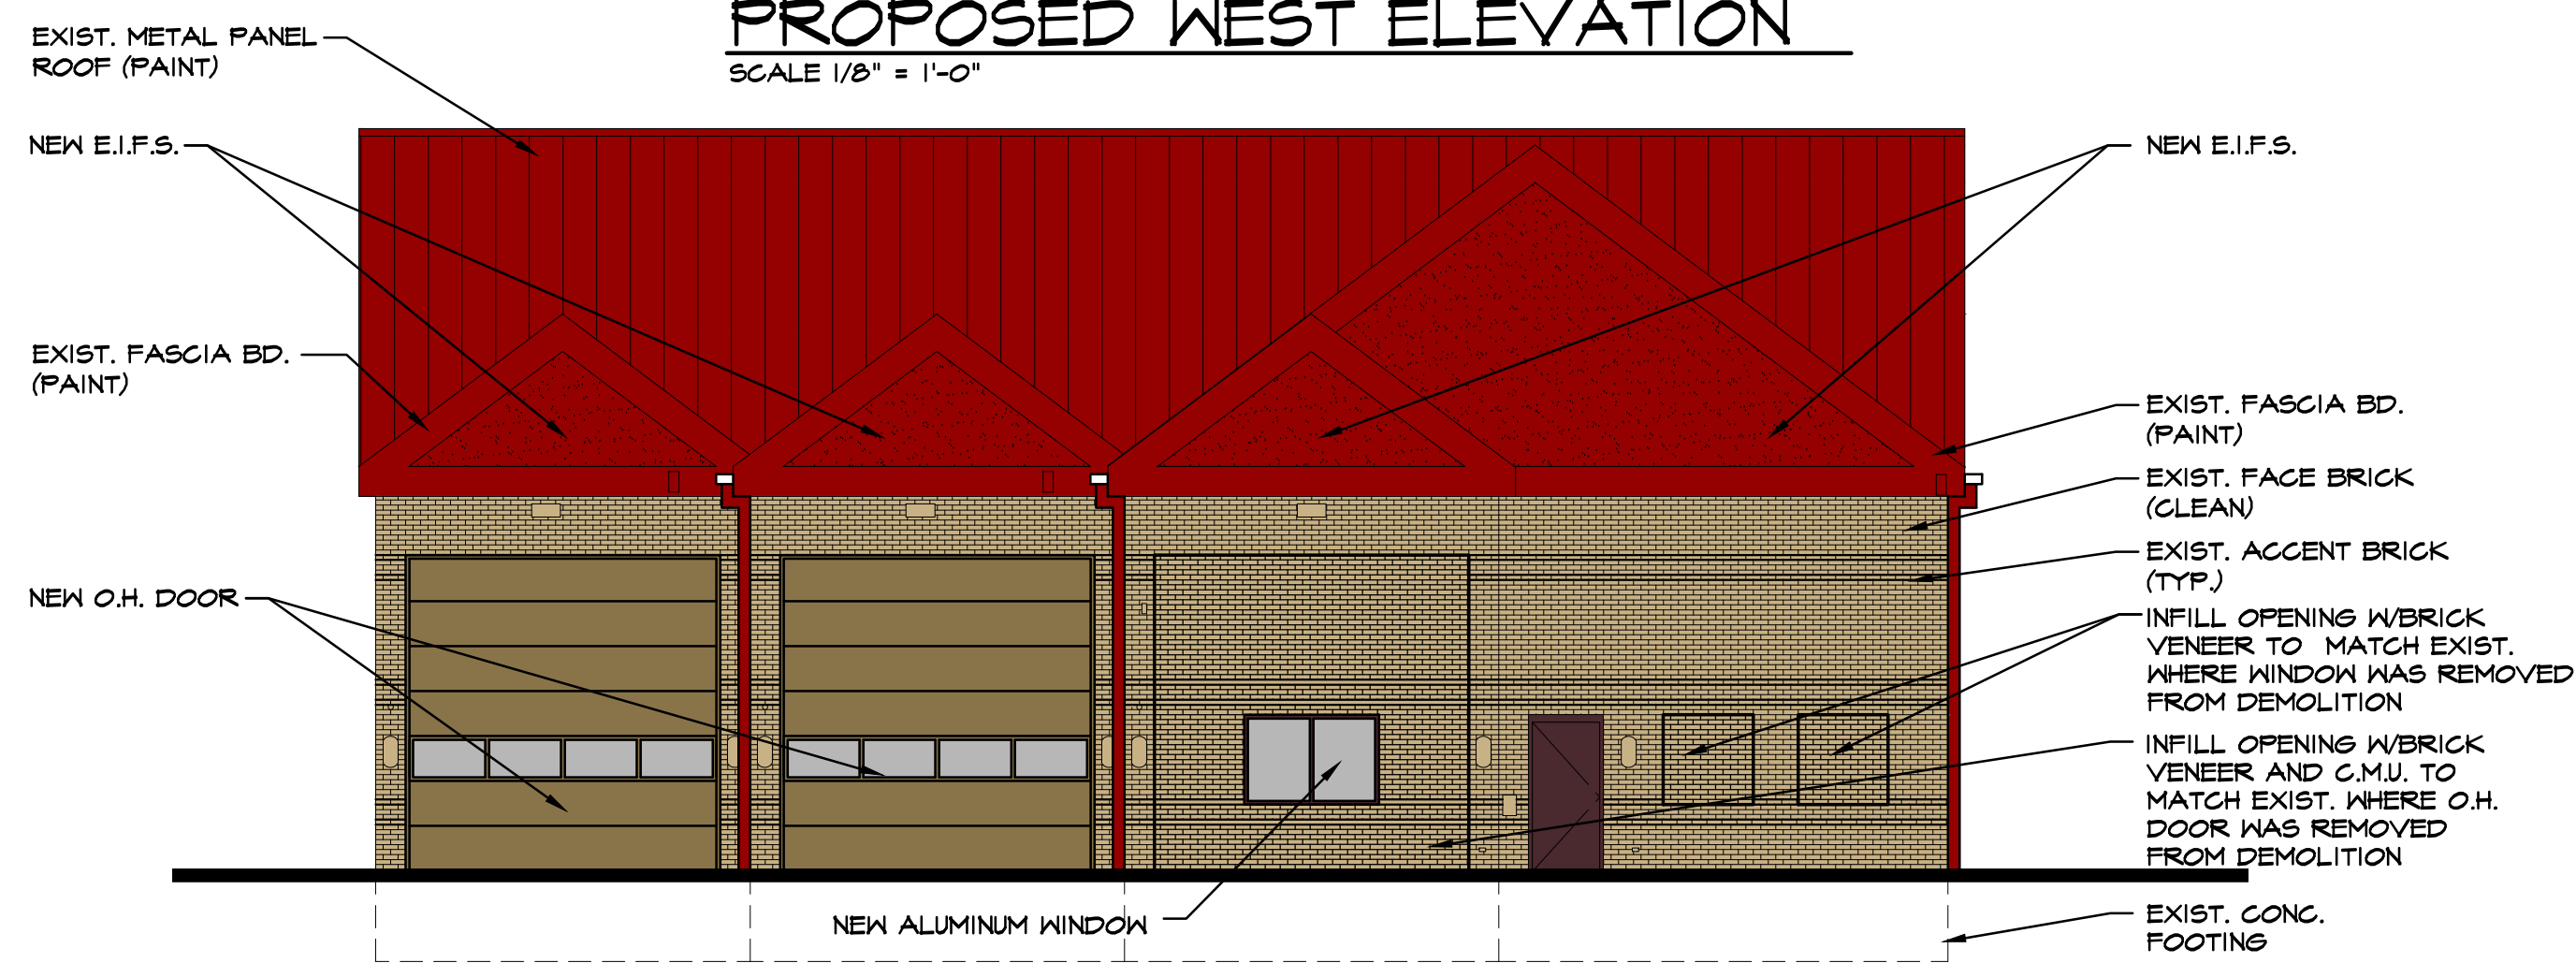 PROPOSED WEST ELEVATION
SCALE 1/8" = 1'-0"
EXIST. METAL PANEL
ROOF (PAINT)
NEW E.I.F.S.
EXIST. FASCIA BD.
(PAINT)
NEW O.H. DOOR
NEW ALUMINUM WINDOW
NEW E.I.F.S.
EXIST. FASCIA BD.
(PAINT)
EXIST. FACE BRICK
(CLEAN)
EXIST. ACCENT BRICK
(TYP.)
INFILL OPENING W/BRICK
VENEER TO MATCH EXIST.
WHERE WINDOW WAS REMOVED
FROM DEMOLITION
INFILL OPENING W/BRICK
VENEER AND C.M.U. TO
MATCH EXIST. WHERE O.H.
DOOR WAS REMOVED
FROM DEMOLITION
EXIST. CONC.
FOOTING